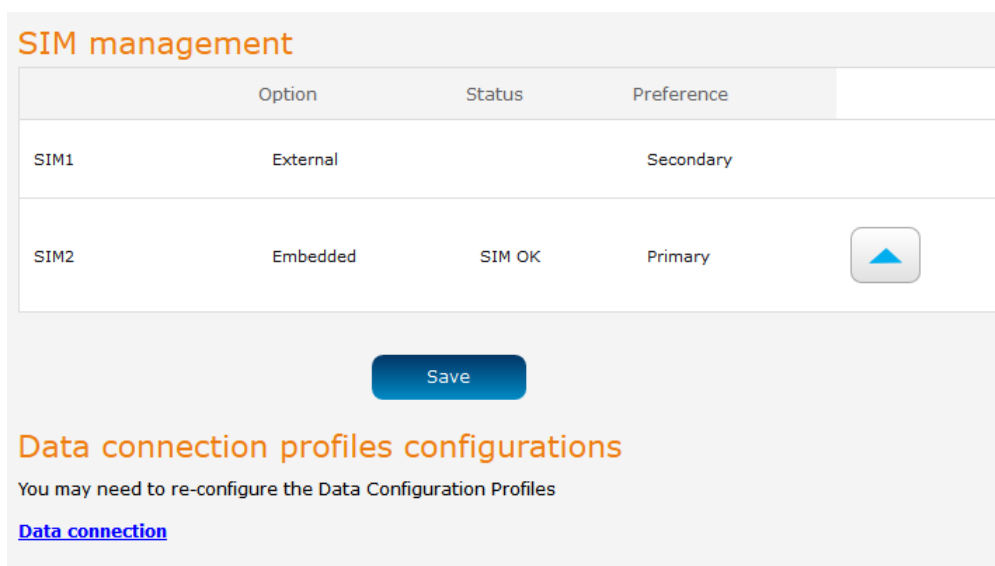 SIM management
Option Status Preference
SIM1 External Secondary
SIM2 Embedded SIM OK Primary
Save
Data connection profiles configurations
You may need to re-configure the Data Configuration Profiles
Data connection